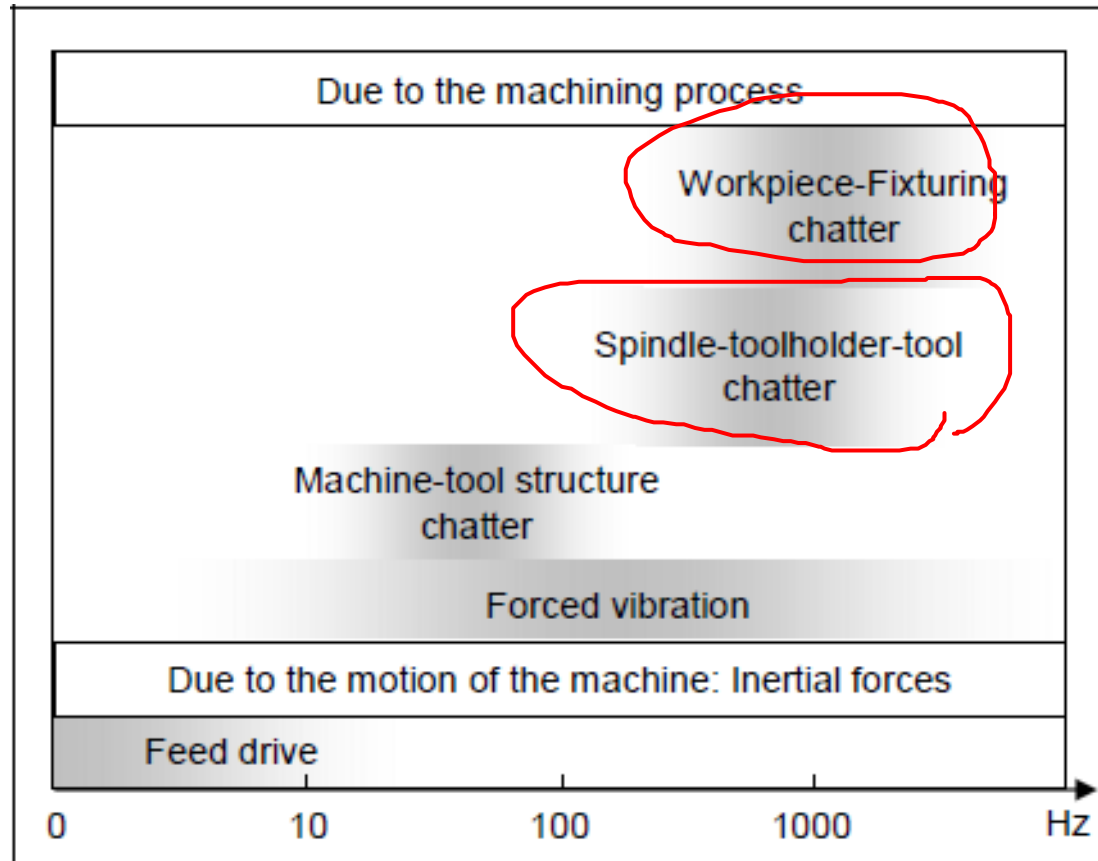 Due to the machining process
Workpiece-Fixturing
chatter
Spindle-toolholder-tool
chatter
Machine-tool structure
chatter
Forced vibration
Due to the motion of the machine: Inertial forces
Feed drive
0 10 100 1000 Hz